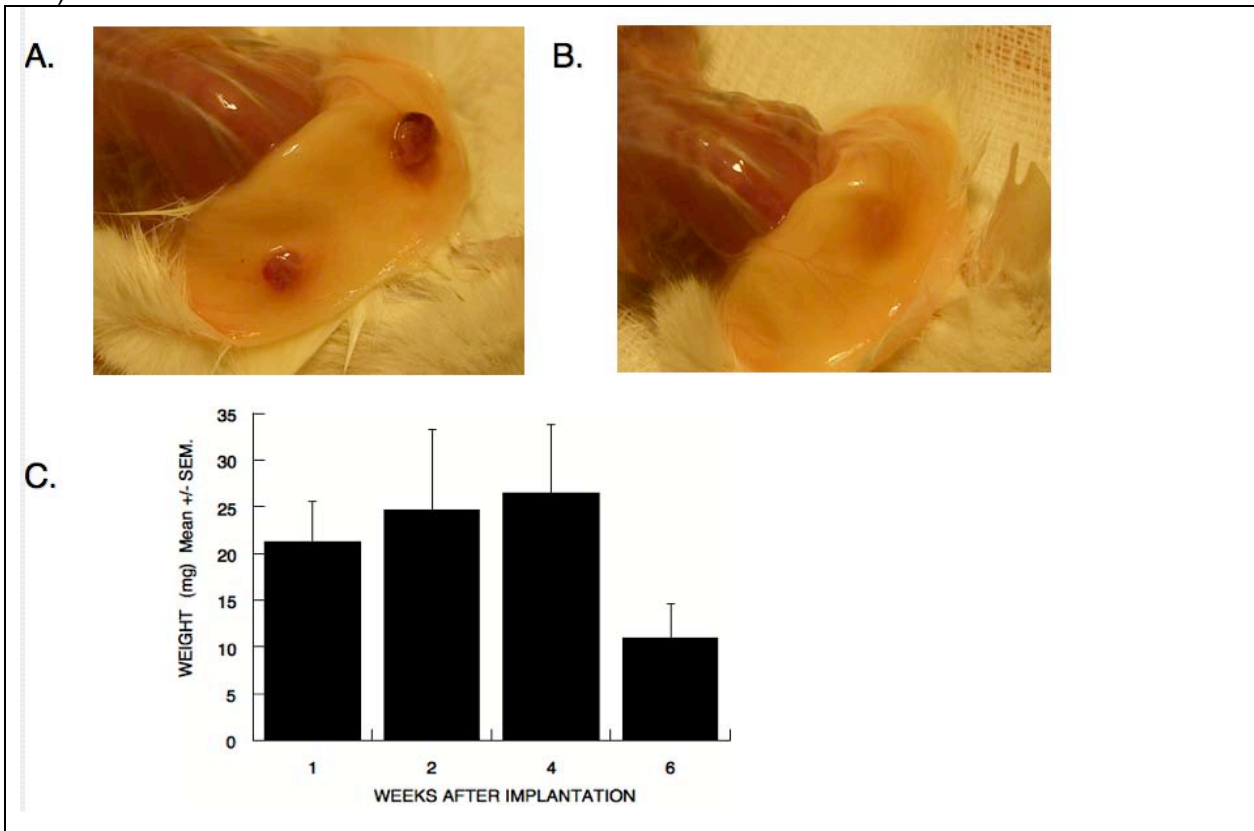 )
A.
B.
C.
WEIGHT (mg) Mean +/- SEM.
35
30
25
20
15
10
5
0
1 2 4 6
WEEKS AFTER IMPLANTATION